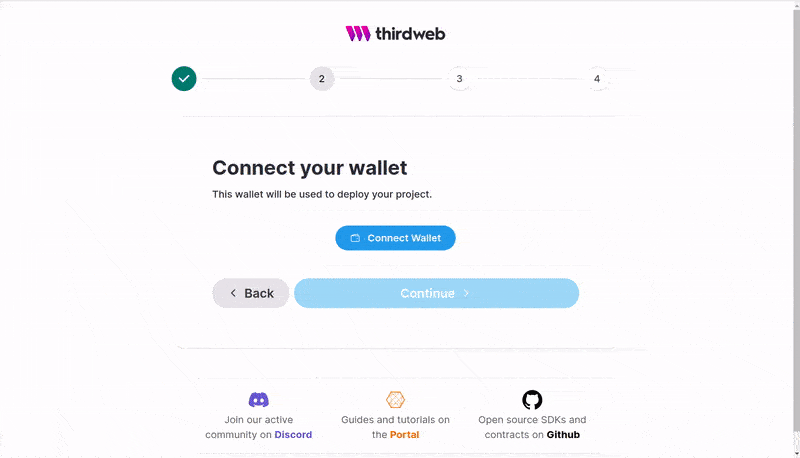 thirdweb
2 3 4
Connect your wallet
This wallet will be used to deploy your project.
Connect Wallet
Back Continue
Join our active Guides and tutorials on Open source SDKs and
community on Discord the Portal contracts on Github